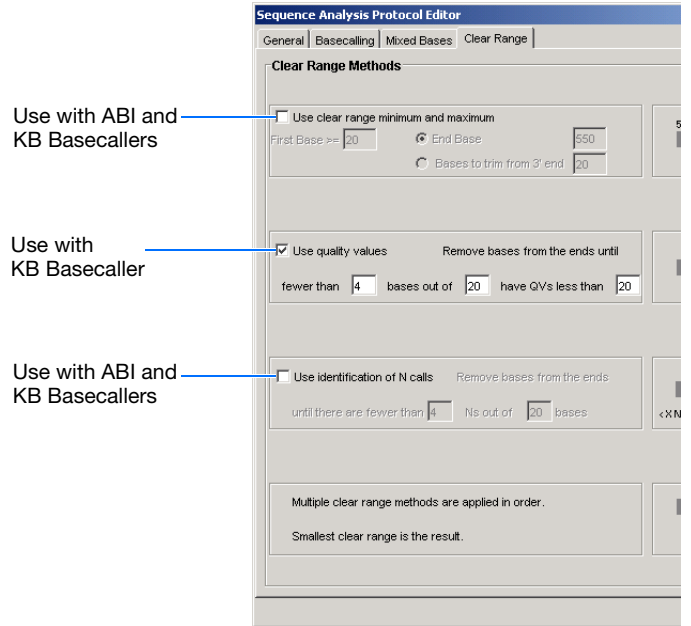 Sequence Analysis Protocol Editor
General Basecalling Mixed Bases Clear Range
Clear Range Methods
Use with ABI and
KB Basecallers
Use clear range minimum and maximum
First Base >= 20 End Base 550
Bases to trim from 3' end 20
5
Use with
KB Basecaller
Use quality values Remove bases from the ends until
fewer than 4 bases out of 20 have QVs less than 20
Use with ABI and
KB Basecallers
Use identification of N calls Remove bases from the ends
until there are fewer than 4 Ns out of 20 bases
<XN
Multiple clear range methods are applied in order.
Smallest clear range is the result.